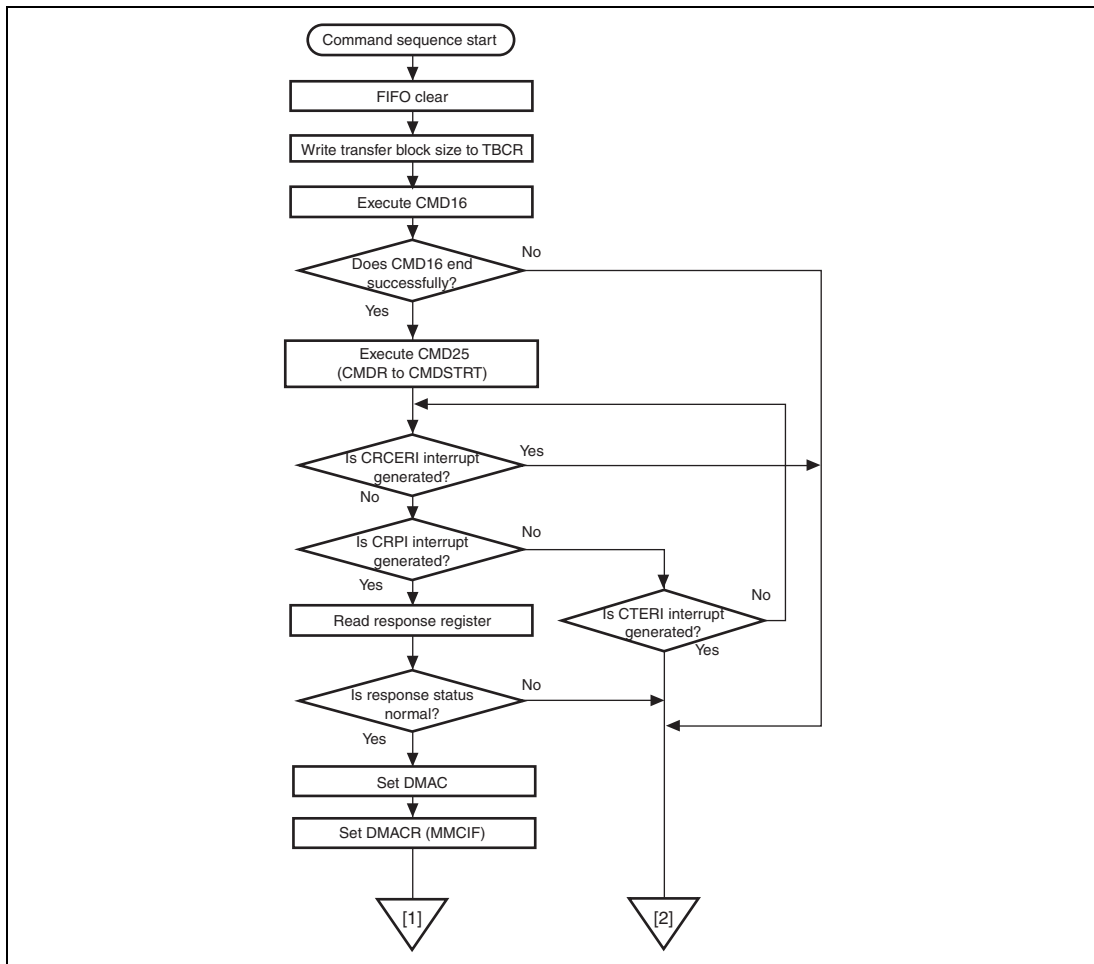 Command sequence start
FIFO clear
Write transfer block size to TBCR
Execute CMD16
No
Does CMD16 end
successfully?
Yes
Execute CMD25
(CMDR to CMDSTRT)
Is CRCERI interrupt
generated?
Yes
No
Is CRPI interrupt
generated?
No
Yes
Is CTERI interrupt
generated?
No
Yes
Read response register
Is response status
normal?
No
Yes
Set DMAC
Set DMACR (MMCIF)
[1]
[2]